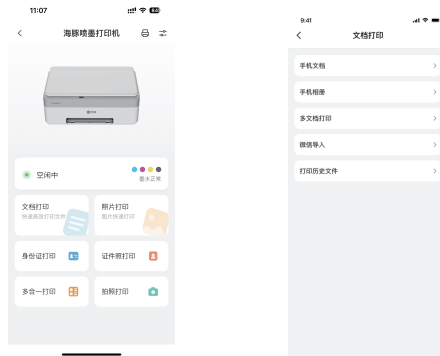 11:07
海豚喷墨打印机
空闲中
墨水正常
文档打印
快速高效打印文件
照片打印
图片快速打印
身份证打印
证件照打印
多合一打印
拍照打印
9:41
文档打印
手机文档
手机相册
多文档打印
微信导入
打印历史文件